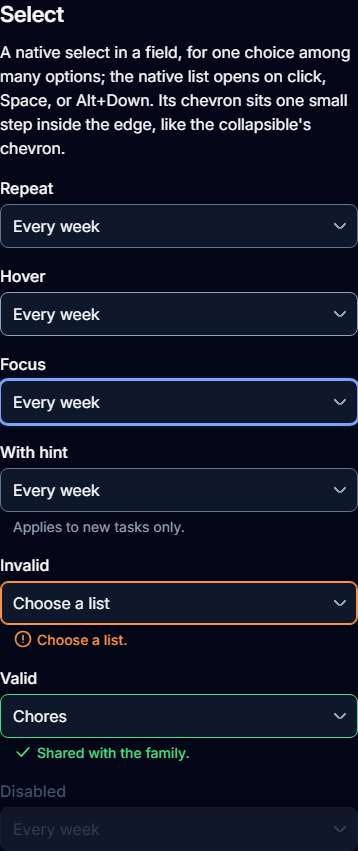 Select
A native select in a field, for one choice among
many options; the native list opens on click,
Space, or Alt+Down. Its chevron sits one small
step inside the edge, like the collapsible's
chevron.
Repeat
Every week
Hover
Every week
Focus
Every week
With hint
Every week
Applies to new tasks only.
Invalid
Choose a list
Choose a list.
Valid
Chores
Shared with the family.
Disabled
Every week